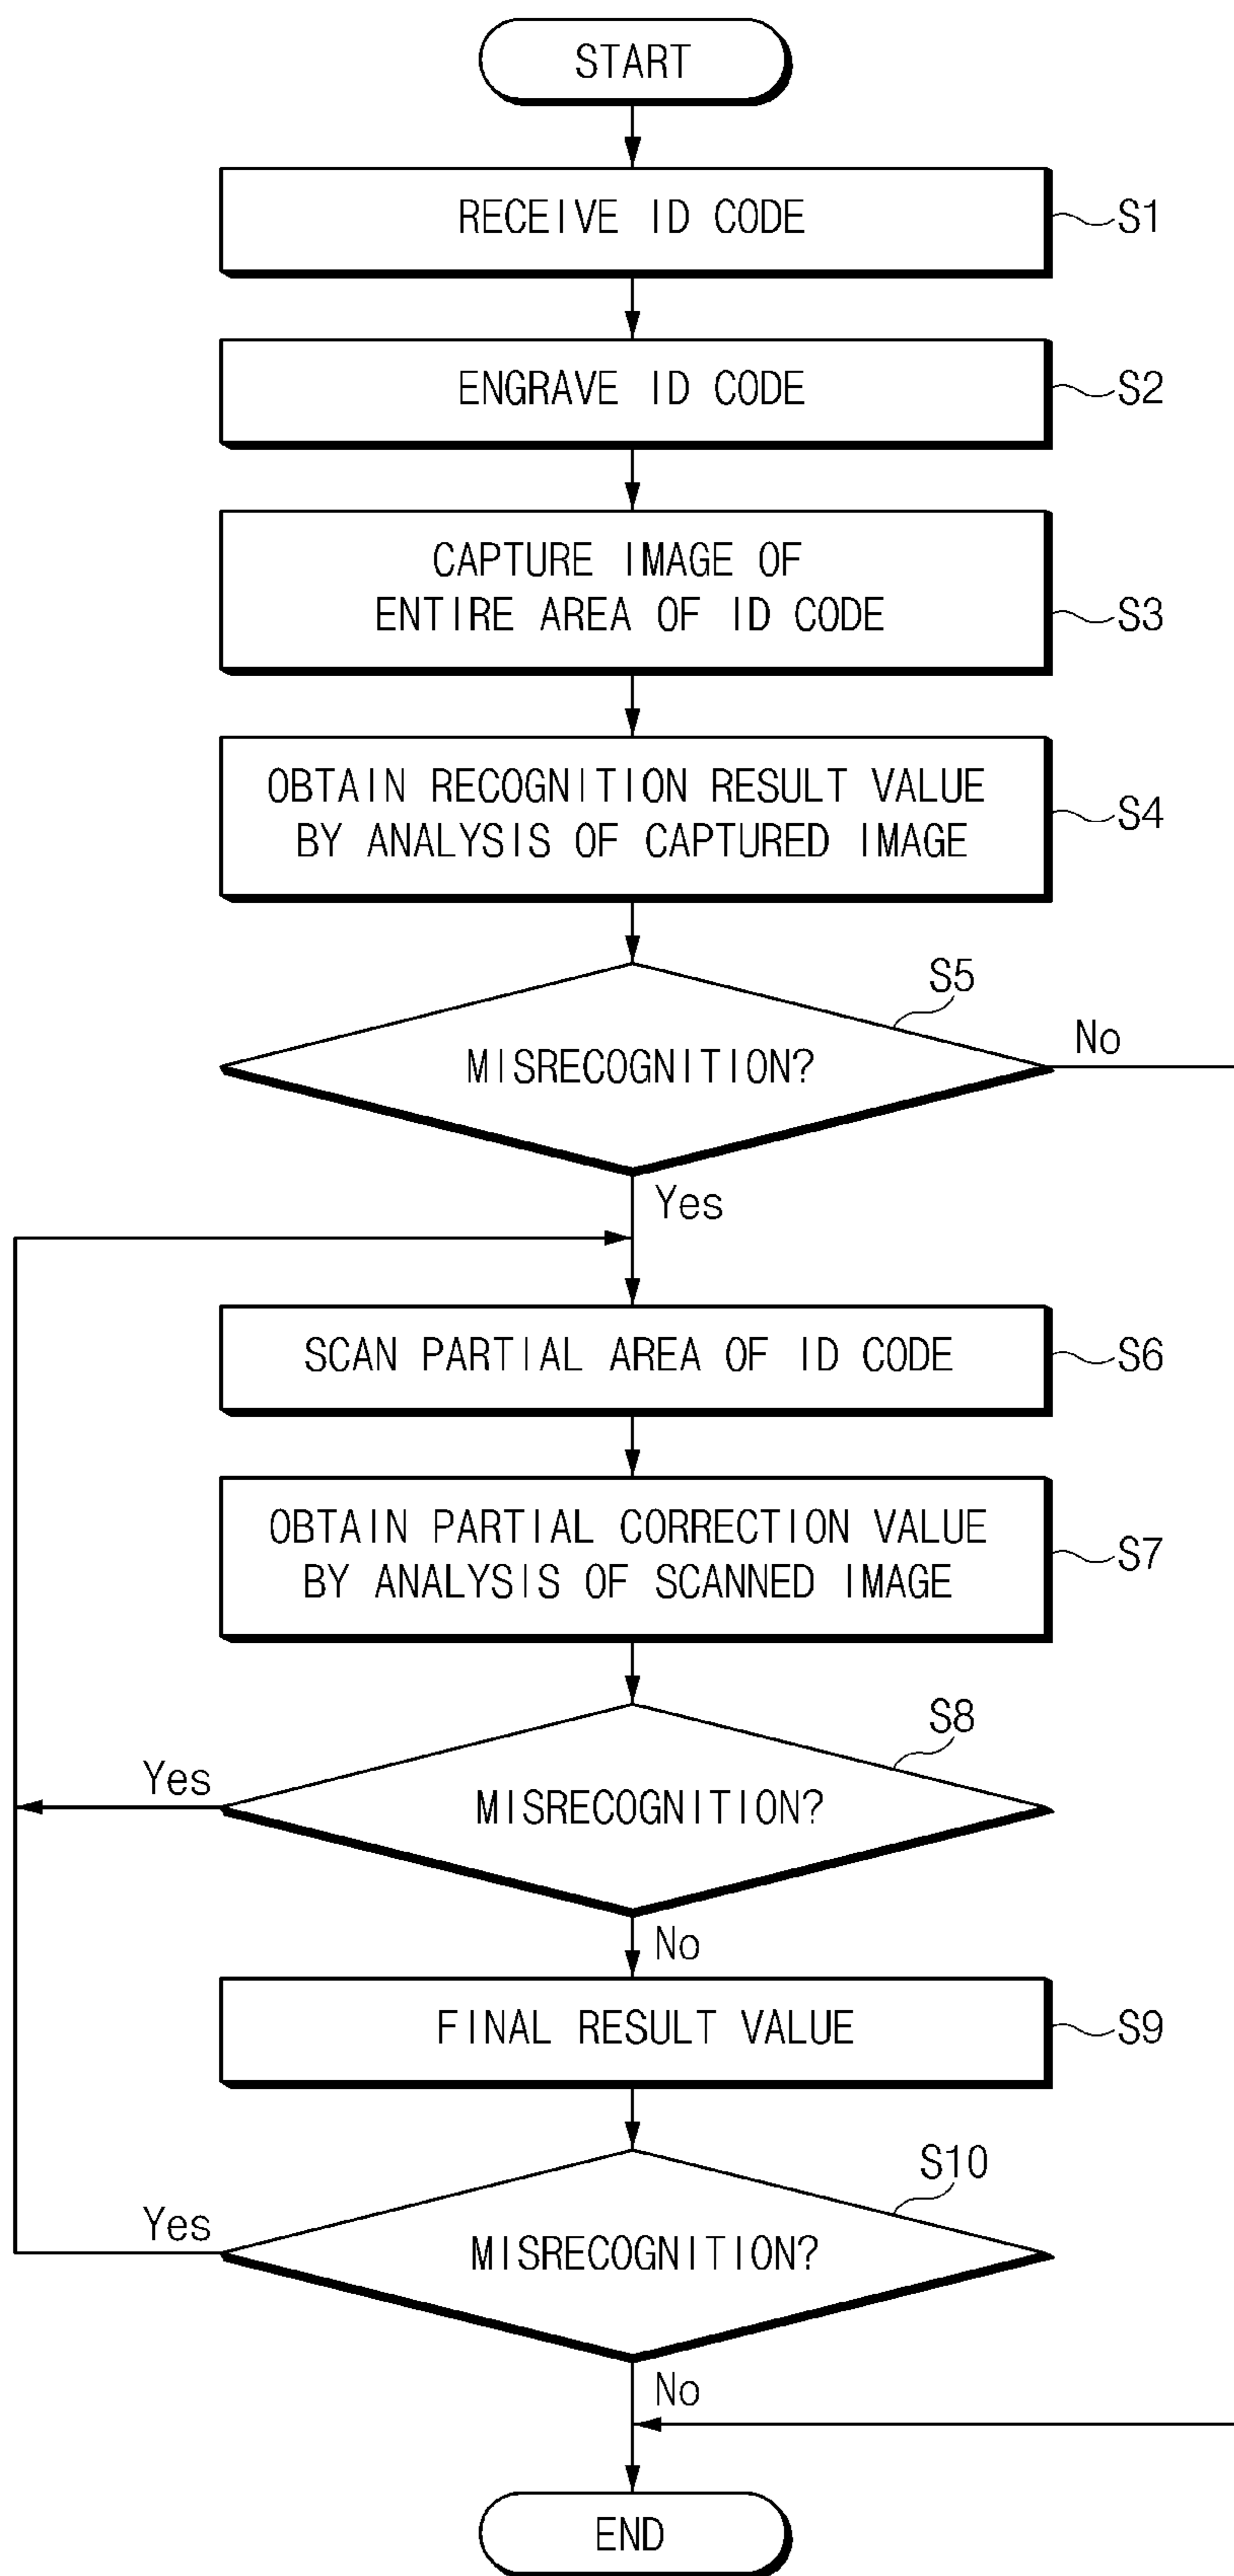 START
RECEIVE ID CODE
S1
ENGRAVE ID CODE
S2
CAPTURE IMAGE OF
ENTIRE AREA OF ID CODE
S3
OBTAIN RECOGNITION RESULT VALUE
BY ANALYSIS OF CAPTURED IMAGE
S4
S5
MISRECOGNITION?
No
Yes
SCAN PARTIAL AREA OF ID CODE
S6
OBTAIN PARTIAL CORRECTION VALUE
BY ANALYSIS OF SCANNED IMAGE
S7
S8
Yes
MISRECOGNITION?
No
FINAL RESULT VALUE
S9
S10
Yes
MISRECOGNITION?
No
END